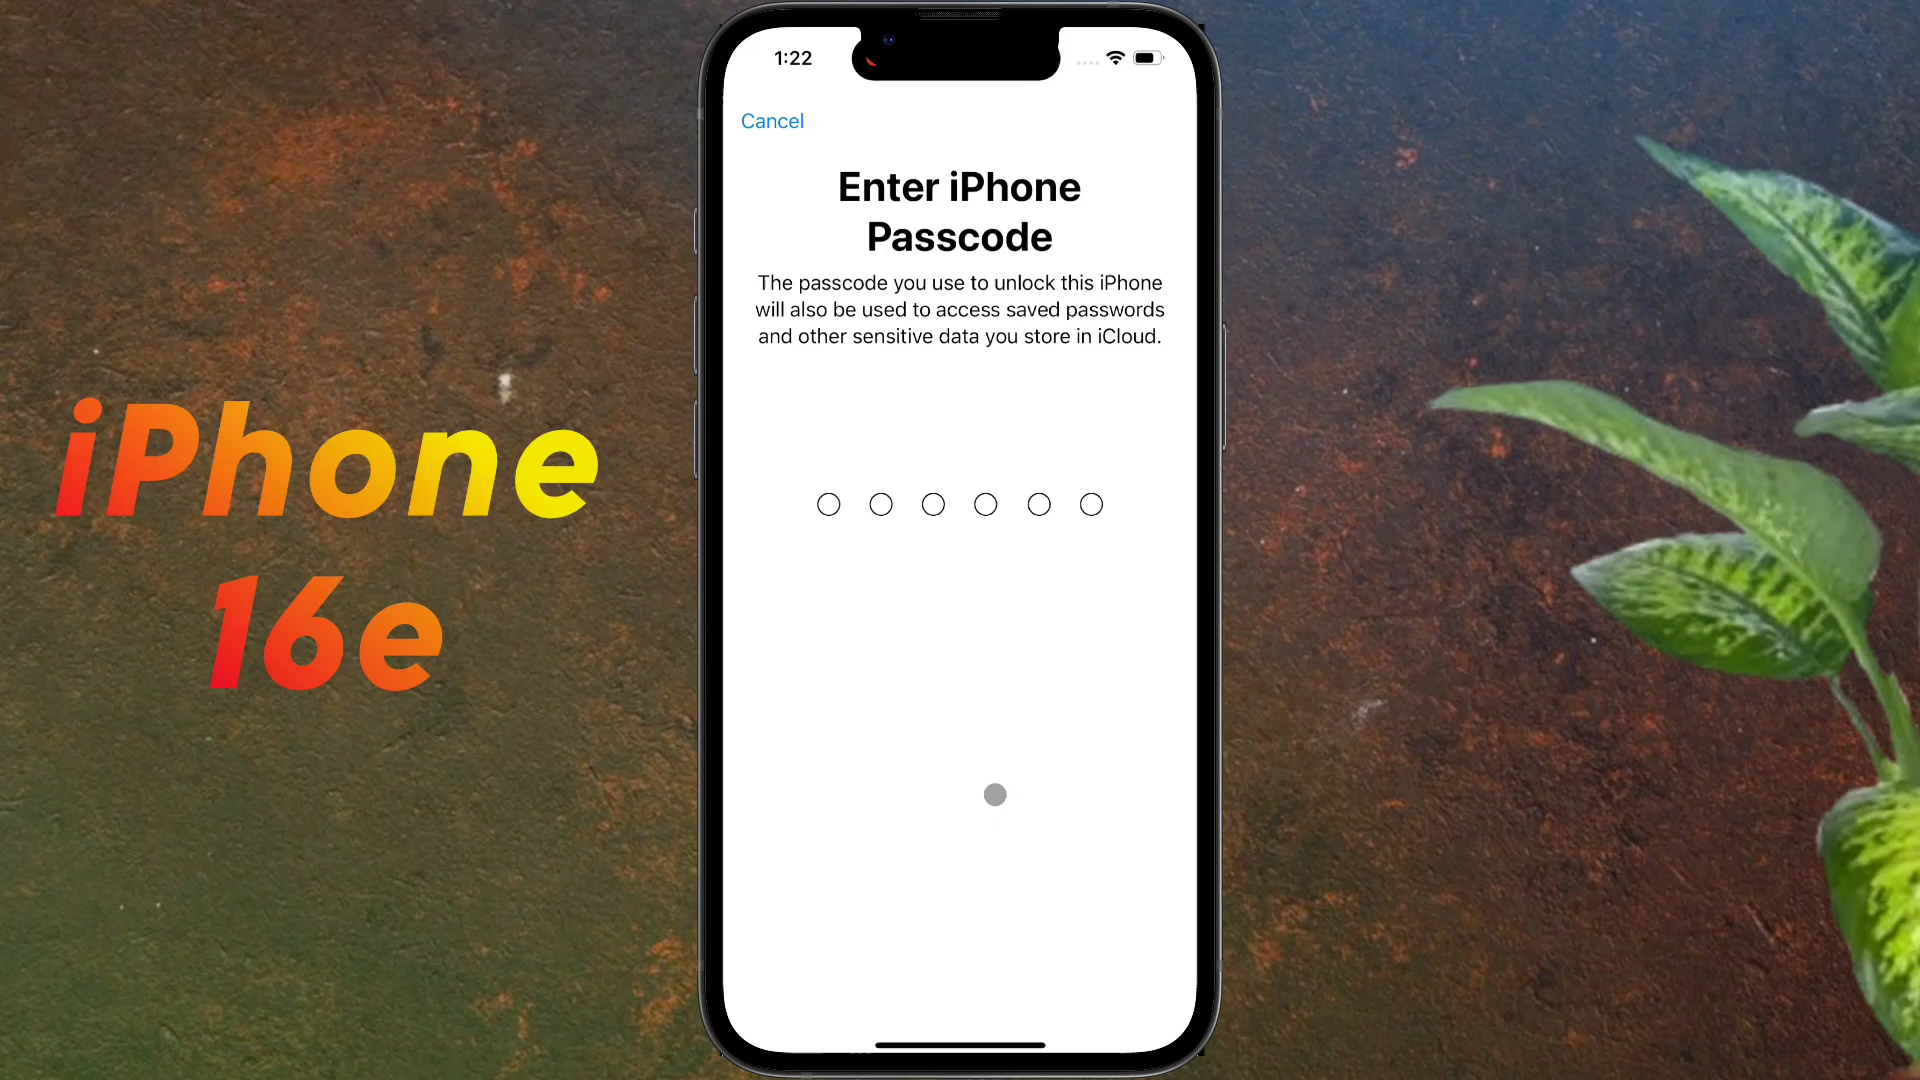 iPhone
16e
1:22
Cancel
Enter iPhone
Passcode
The passcode you use to unlock this iPhone
will also be used to access saved passwords
and other sensitive data you store in iCloud.